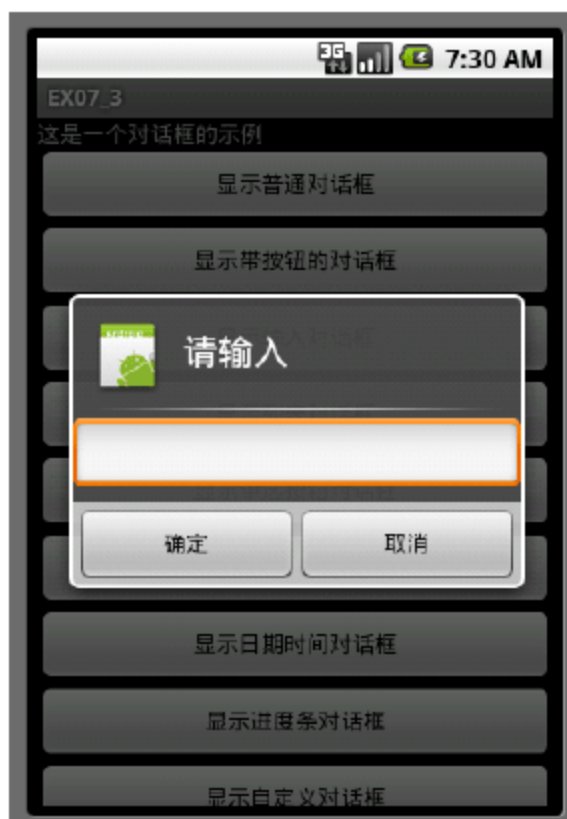 3G
7:30 AM
EX07_3
这是一个对话框的示例
显示普通对话框
显示带按钮的对话框
请输入
确定
取消
显示日期时间对话框
显示进度条对话框
显示自定义对话框